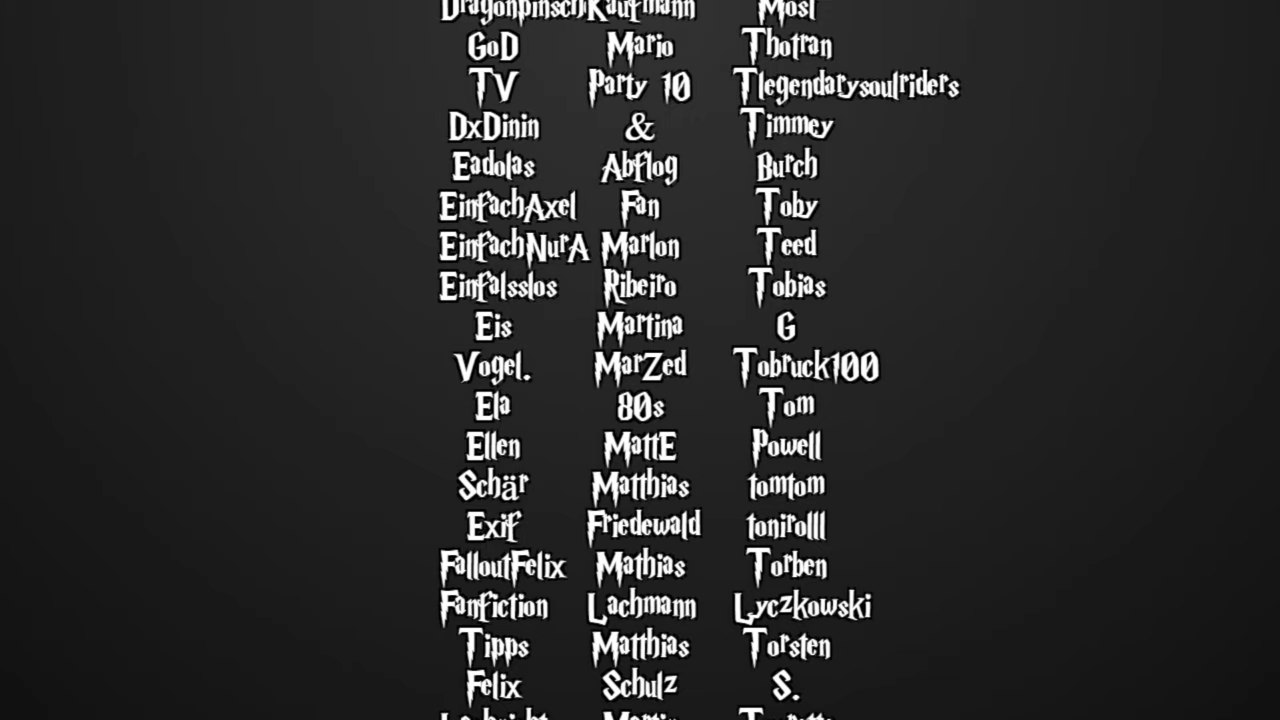 Kaufmann Most
GoD Mario Thotran
TV Party 10 Tlegendarysoulriders
DxDinin & Timmey
Eadolas Abflog Burch
EinfachAxel Fan Toby
EinfachNurA Marlon Teed
Einfalsslos Ribeiro Tobias
Eis Martina G
Vogel. MarZed Tobruck100
Ela 80s Tom
Ellen MattE Powell
Schär Matthias tomtom
Exif Friedewald tonirolll
FalloutFelix Mathias Torben
Fanfiction Lachmann Lyczkowski
Tipps Matthias Torsten
Felix Schulz S.